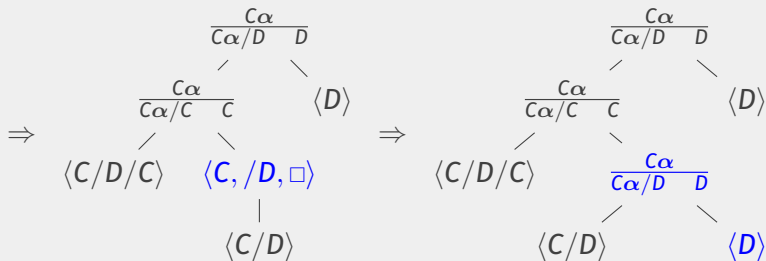 Cα
Cα/D D
Cα
Cα/D D
Cα
Cα/C C
⟨D⟩
Cα
Cα/C C
⟨D⟩
⇒
⇒
⟨C/D/C⟩
⟨C, /D, □⟩
⟨C/D/C⟩
Cα
Cα/D D
⟨C/D⟩
⟨C/D⟩
⟨D⟩